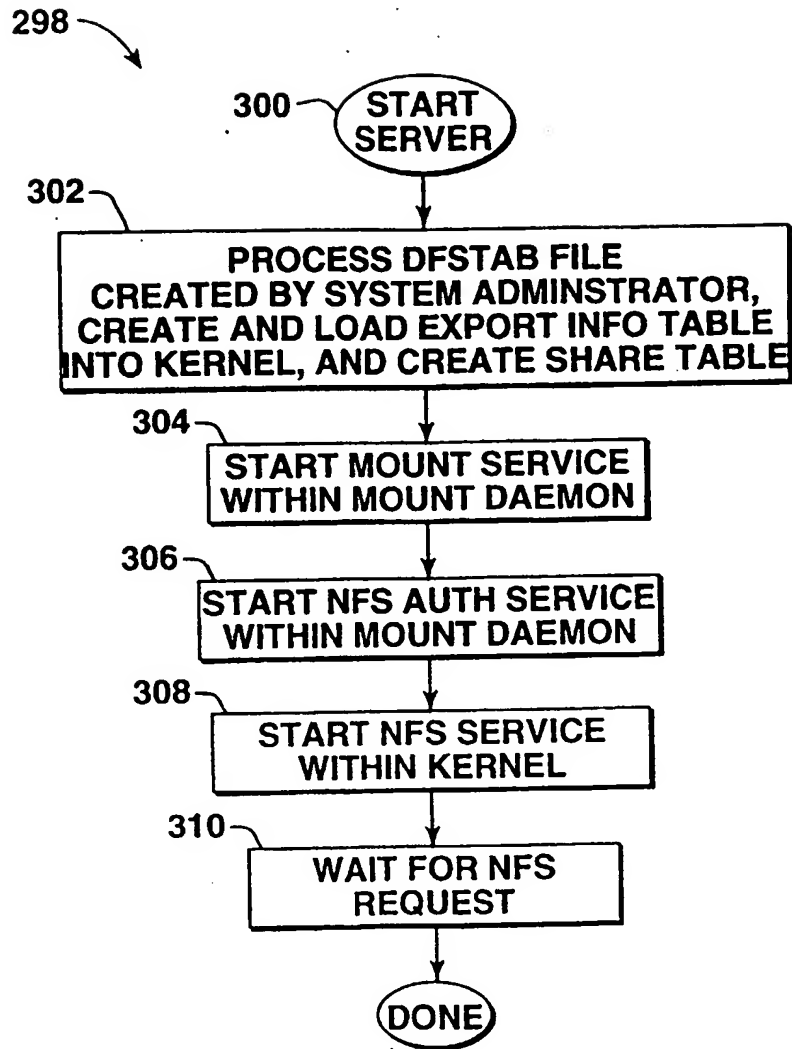 298
300
START
SERVER
302
PROCESS DFSTAB FILE
CREATED BY SYSTEM ADMINSTRATOR,
CREATE AND LOAD EXPORT INFO TABLE
INTO KERNEL, AND CREATE SHARE TABLE
304
START MOUNT SERVICE
WITHIN MOUNT DAEMON
306
START NFS AUTH SERVICE
WITHIN MOUNT DAEMON
308
START NFS SERVICE
WITHIN KERNEL
310
WAIT FOR NFS
REQUEST
DONE